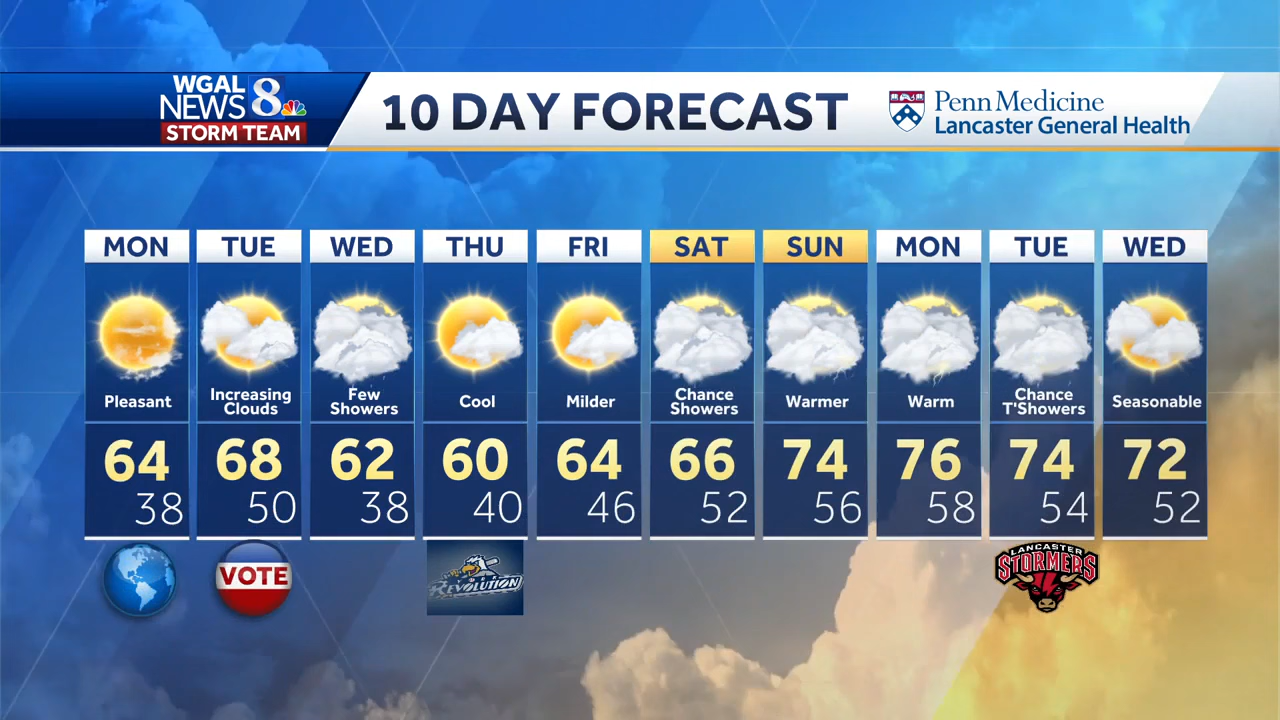 WGAL
NEWS 8
STORM TEAM
10 DAY FORECAST
Penn Medicine
Lancaster General Health
MON TUE WED THU FRI SAT SUN MON TUE WED
Pleasant
Increasing
Clouds
Few
Showers
Cool
Milder
Chance
Showers
Warmer
Warm
Chance
T'Showers
Seasonable
64 68 62 60 64 66 74 76 74 72
38 50 38 40 46 52 56 58 54 52
VOTE
YORK
REVOLUTION
LANCASTER
STORMERS